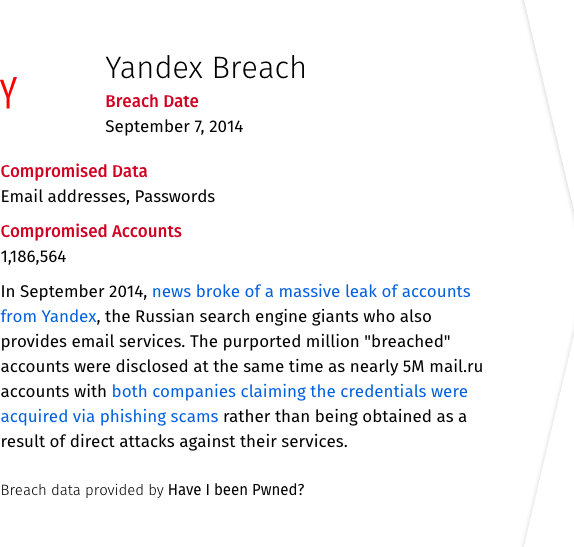 Yandex Breach
Y
Breach Date
September 7, 2014
Compromised Data
Email addresses, Passwords
Compromised Accounts
1,186,564
In September 2014, news broke of a massive leak of accounts
from Yandex, the Russian search engine giants who also
provides email services. The purported million "breached"
accounts were disclosed at the same time as nearly 5M mail.ru
accounts with both companies claiming the credentials were
acquired via phishing scams rather than being obtained as a
result of direct attacks against their services.
Breach data provided by Have I been Pwned?